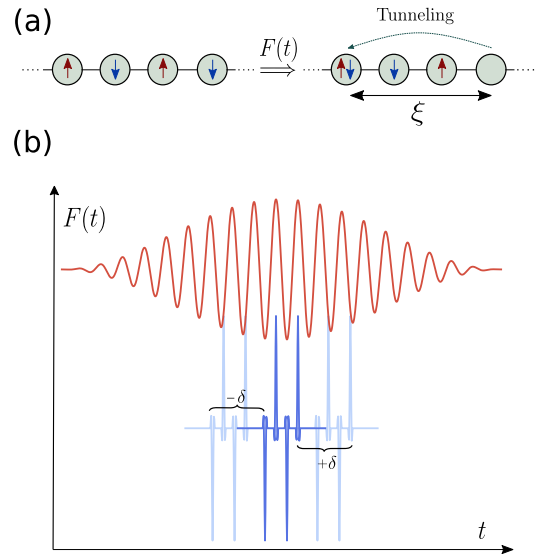 (a)
Tunneling
F(t)
⟹
ξ
(b)
F(t)
−δ
+δ
t